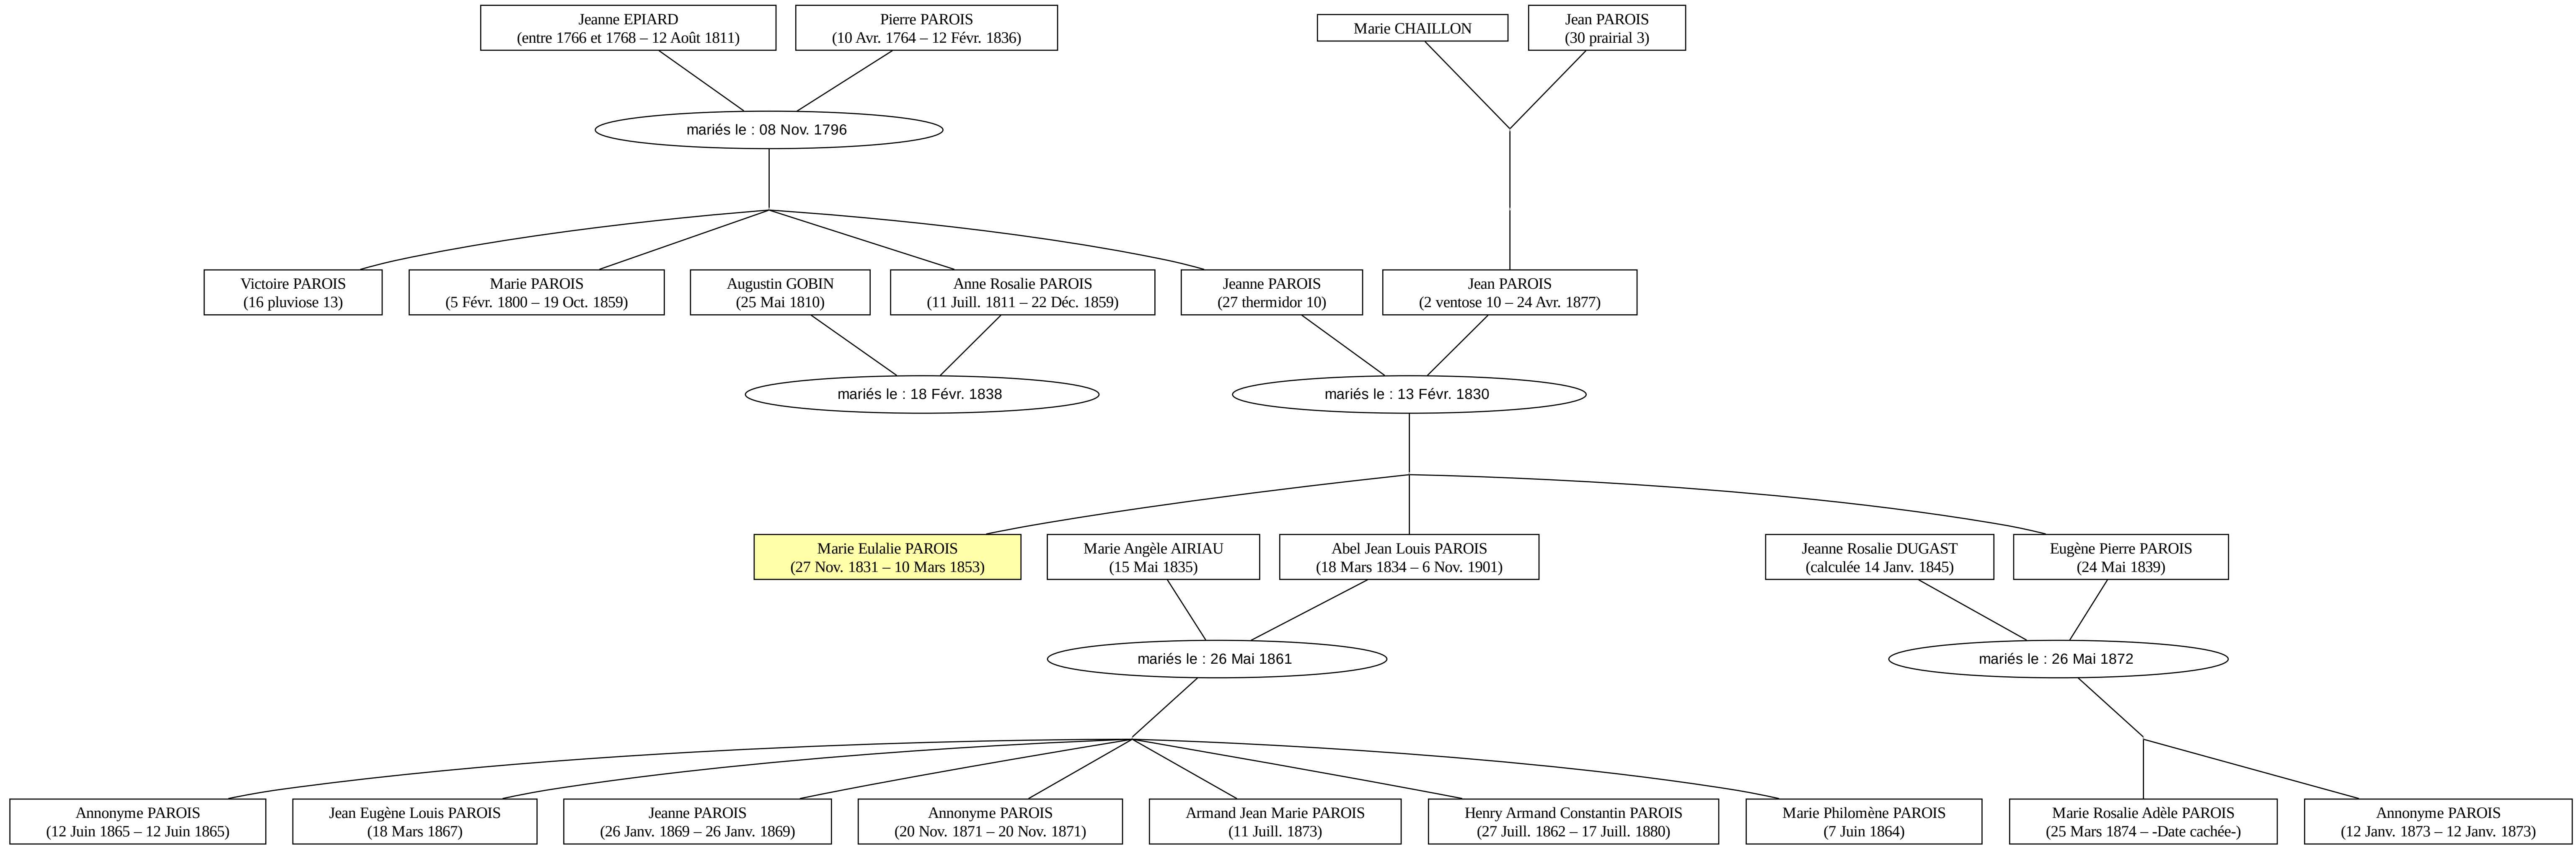 Jeanne EPIARD
(entre 1766 et 1768 – 12 Août 1811)
Pierre PAROIS
(10 Avr. 1764 – 12 Févr. 1836)
Marie CHAILLON
Jean PAROIS
(30 prairial 3)
mariés le : 08 Nov. 1796
Victoire PAROIS
(16 pluviose 13)
Marie PAROIS
(5 Févr. 1800 – 19 Oct. 1859)
Augustin GOBIN
(25 Mai 1810)
Anne Rosalie PAROIS
(11 Juill. 1811 – 22 Déc. 1859)
Jeanne PAROIS
(27 thermidor 10)
Jean PAROIS
(2 ventose 10 – 24 Avr. 1877)
mariés le : 18 Févr. 1838
mariés le : 13 Févr. 1830
Marie Eulalie PAROIS
(27 Nov. 1831 – 10 Mars 1853)
Marie Angèle AIRIAU
(15 Mai 1835)
Abel Jean Louis PAROIS
(18 Mars 1834 – 6 Nov. 1901)
Jeanne Rosalie DUGAST
(calculée 14 Janv. 1845)
Eugène Pierre PAROIS
(24 Mai 1839)
mariés le : 26 Mai 1861
mariés le : 26 Mai 1872
Annonyme PAROIS
(12 Juin 1865 – 12 Juin 1865)
Jean Eugène Louis PAROIS
(18 Mars 1867)
Jeanne PAROIS
(26 Janv. 1869 – 26 Janv. 1869)
Annonyme PAROIS
(20 Nov. 1871 – 20 Nov. 1871)
Armand Jean Marie PAROIS
(11 Juill. 1873)
Henry Armand Constantin PAROIS
(27 Juill. 1862 – 17 Juill. 1880)
Marie Philomène PAROIS
(7 Juin 1864)
Marie Rosalie Adèle PAROIS
(25 Mars 1874 – -Date cachée-)
Annonyme PAROIS
(12 Janv. 1873 – 12 Janv. 1873)